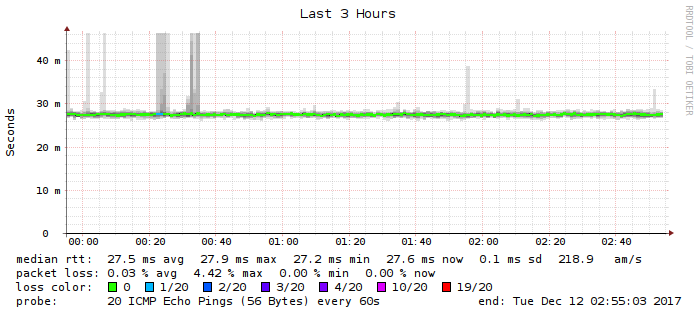 Last 3 Hours
RRDTOOL / TOBI OETIKER
Seconds
40 m
30 m
20 m
10 m
0
00:00 00:20 00:40 01:00 01:20 01:40 02:00 02:20 02:40
median rtt: 27.5 ms avg 27.9 ms max 27.2 ms min 27.6 ms now 0.1 ms sd 218.9 am/s
packet loss: 0.03 % avg 4.42 % max 0.00 % min 0.00 % now
loss color: 0 1/20 2/20 3/20 4/20 10/20 19/20
probe: 20 ICMP Echo Pings (56 Bytes) every 60s end: Tue Dec 12 02:55:03 2017